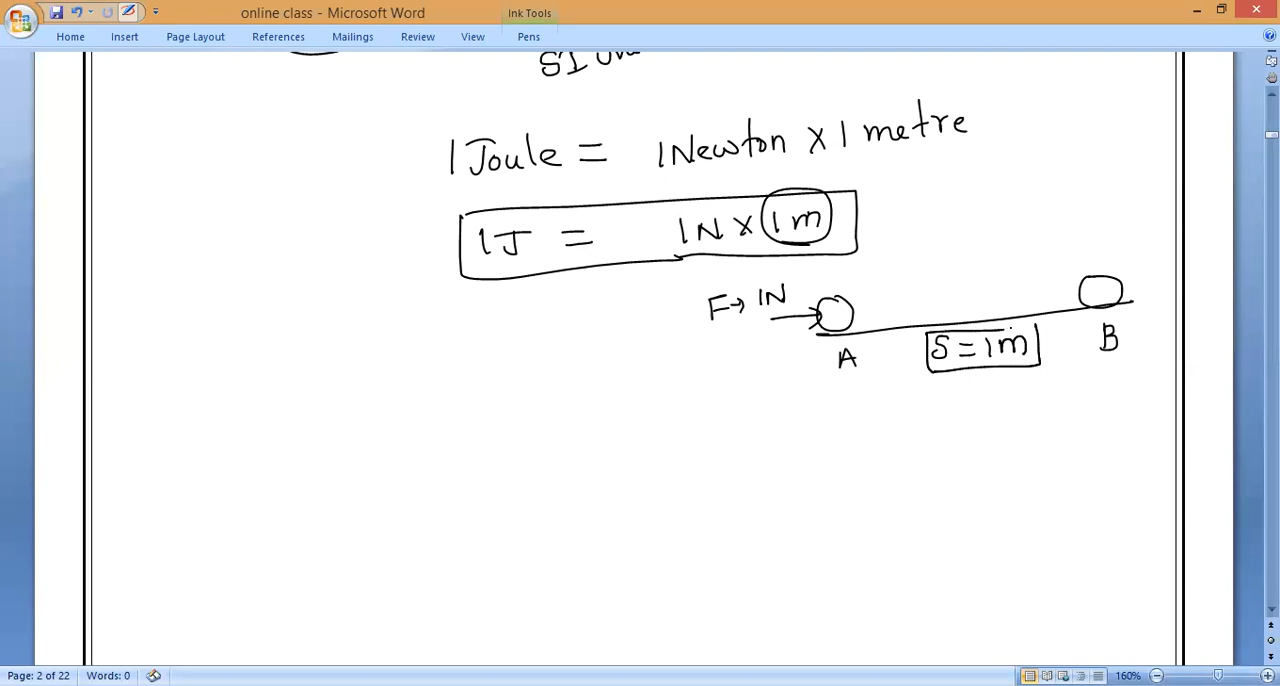 online class - Microsoft Word
Ink Tools
Home Insert Page Layout References Mailings Review View Pens
SI
1 Joule = 1 Newton x 1 metre
1J = 1N x 1m
F→ 1N
A S = 1m B
Page: 2 of 22 Words: 0 160%